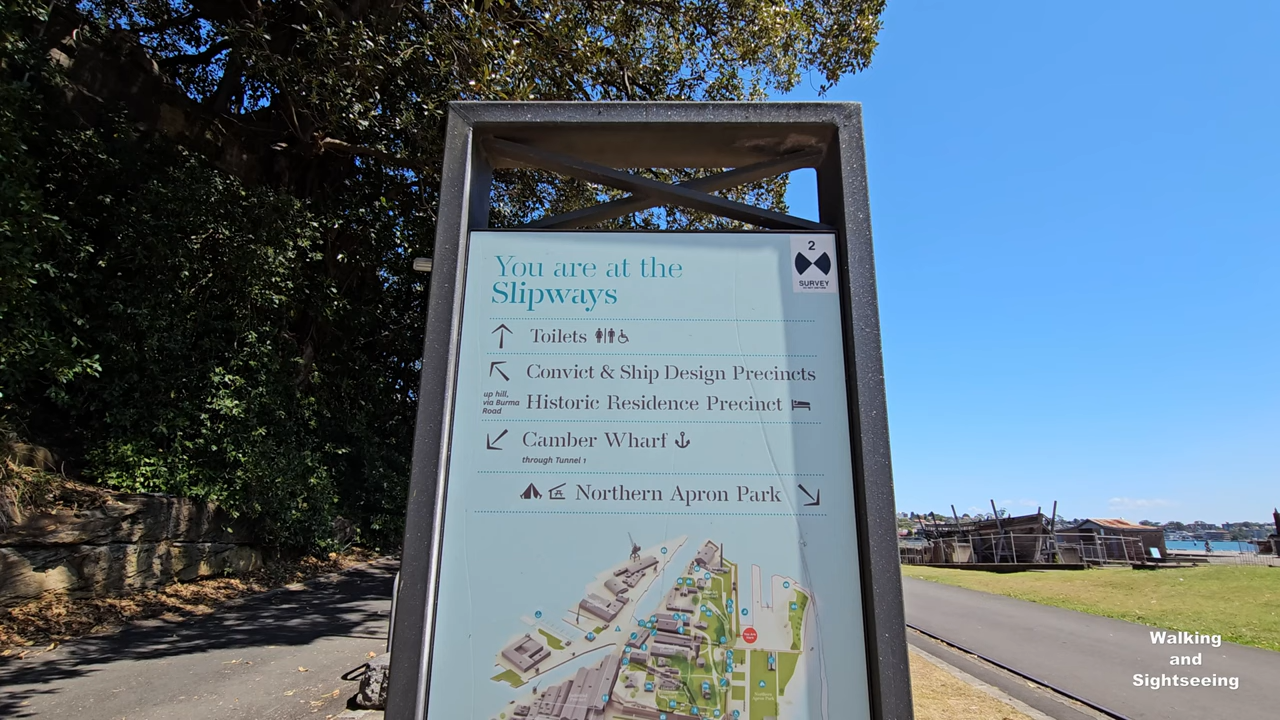 You are at the
Slipways
2
SURVEY
Toilets
Convict & Ship Design Precincts
up hill,
via Burma
Road
Historic Residence Precinct
Camber Wharf
through Tunnel 1
Northern Apron Park
Walking
and
Sightseeing